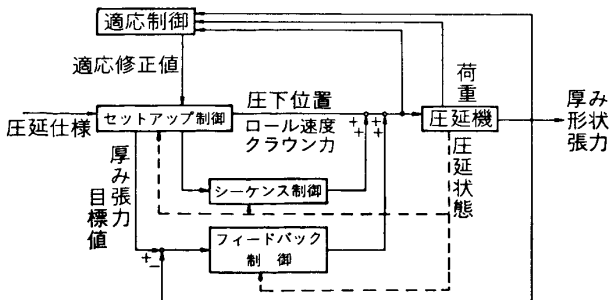 適応制御
適応修正値
圧延仕様
セットアップ制御
圧下位置
ロール速度
クラウン力
++
++
荷重
圧延機
圧延状態
厚み
形状
張力
厚み張力
目標値
シーケンス制御
+
−
フィードバック
制御